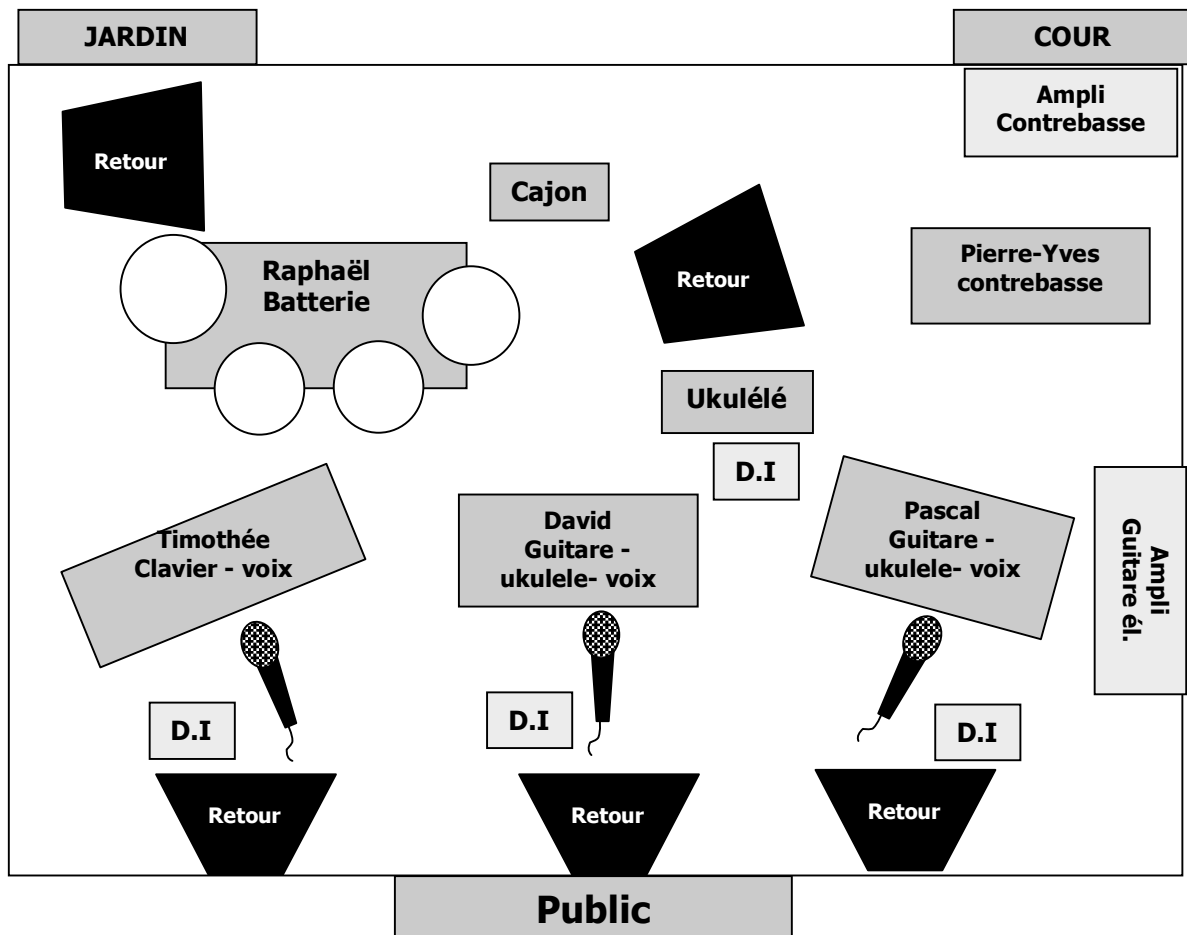 JARDIN
COUR
Ampli
Contrebasse
Retour
Cajon
Pierre-Yves
contrebasse
Raphaël
Batterie
Retour
Ukulélé
D.I
Timothée
Clavier - voix
David
Guitare -
ukulele- voix
Pascal
Guitare -
ukulele- voix
Ampli
Guitare él.
D.I
D.I
D.I
Retour
Retour
Retour
Public